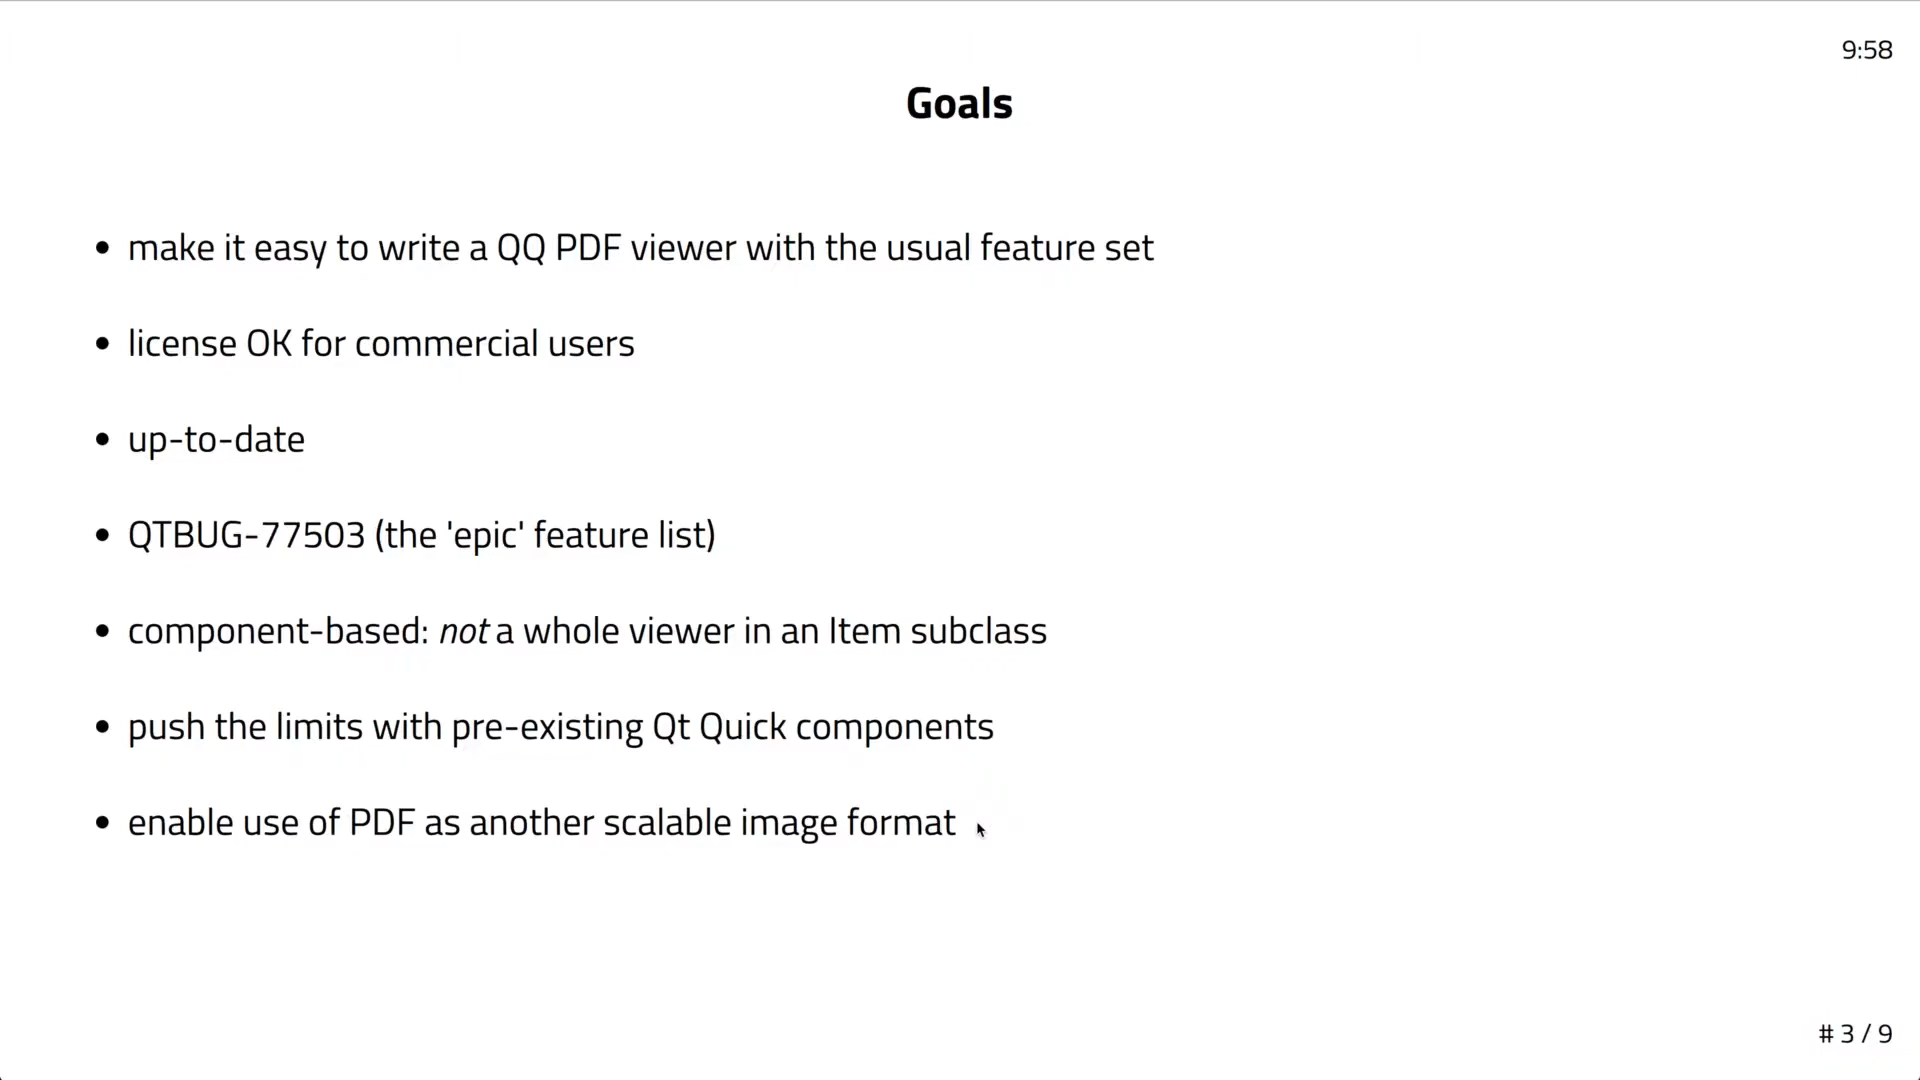 9:58
Goals
• make it easy to write a QQ PDF viewer with the usual feature set
• license OK for commercial users
• up-to-date
• QTBUG-77503 (the 'epic' feature list)
• component-based: not a whole viewer in an Item subclass
• push the limits with pre-existing Qt Quick components
• enable use of PDF as another scalable image format
# 3 / 9